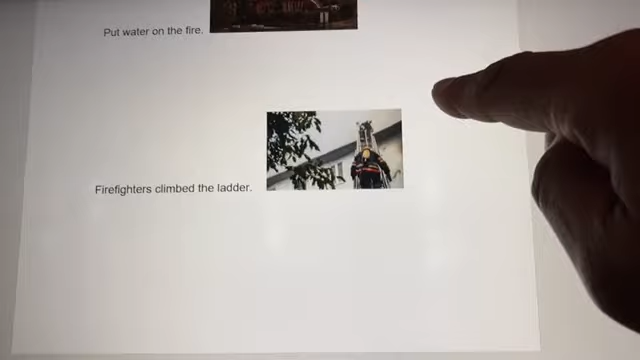 Put water on the fire.
Firefighters climbed the ladder.